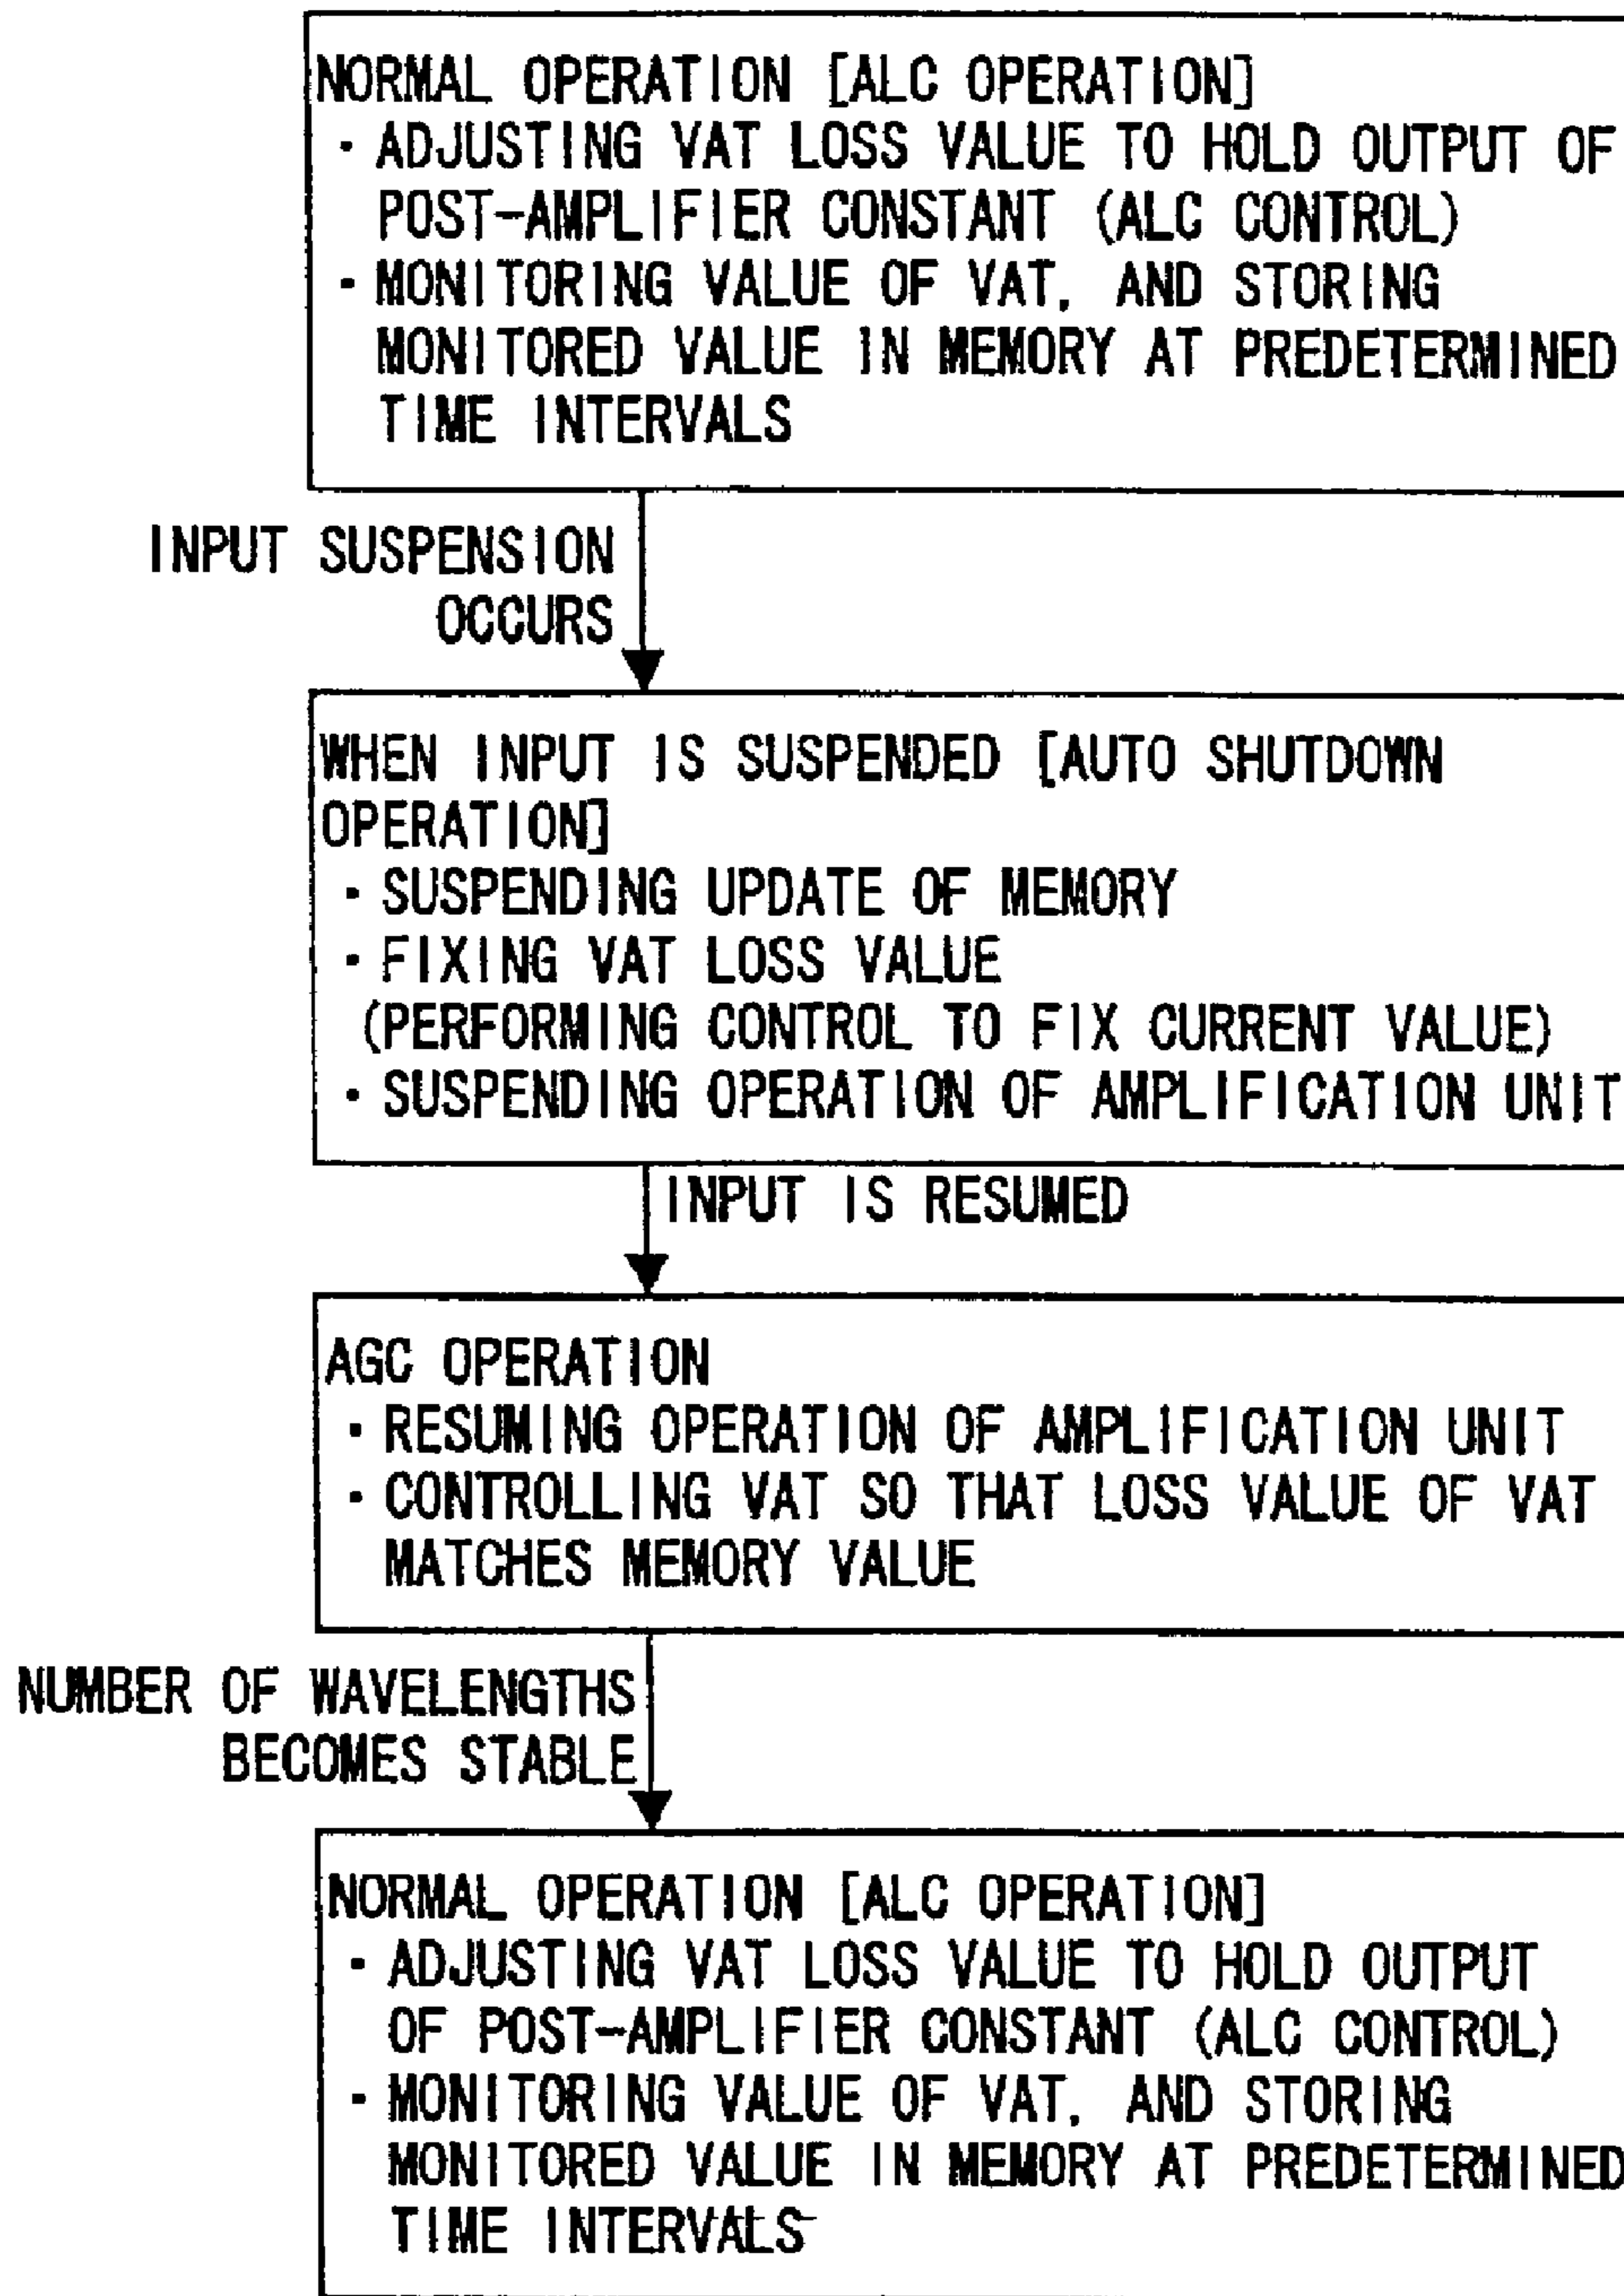 NORMAL OPERATION [ALC OPERATION]
· ADJUSTING VAT LOSS VALUE TO HOLD OUTPUT OF
POST-AMPLIFIER CONSTANT (ALC CONTROL)
· MONITORING VALUE OF VAT, AND STORING
MONITORED VALUE IN MEMORY AT PREDETERMINED
TIME INTERVALS
INPUT SUSPENSION
OCCURS
WHEN INPUT IS SUSPENDED [AUTO SHUTDOWN
OPERATION]
· SUSPENDING UPDATE OF MEMORY
· FIXING VAT LOSS VALUE
(PERFORMING CONTROL TO FIX CURRENT VALUE)
· SUSPENDING OPERATION OF AMPLIFICATION UNIT
INPUT IS RESUMED
AGC OPERATION
· RESUMING OPERATION OF AMPLIFICATION UNIT
· CONTROLLING VAT SO THAT LOSS VALUE OF VAT
MATCHES MEMORY VALUE
NUMBER OF WAVELENGTHS
BECOMES STABLE
NORMAL OPERATION [ALC OPERATION]
· ADJUSTING VAT LOSS VALUE TO HOLD OUTPUT
OF POST-AMPLIFIER CONSTANT (ALC CONTROL)
· MONITORING VALUE OF VAT, AND STORING
MONITORED VALUE IN MEMORY AT PREDETERMINED
TIME INTERVALS